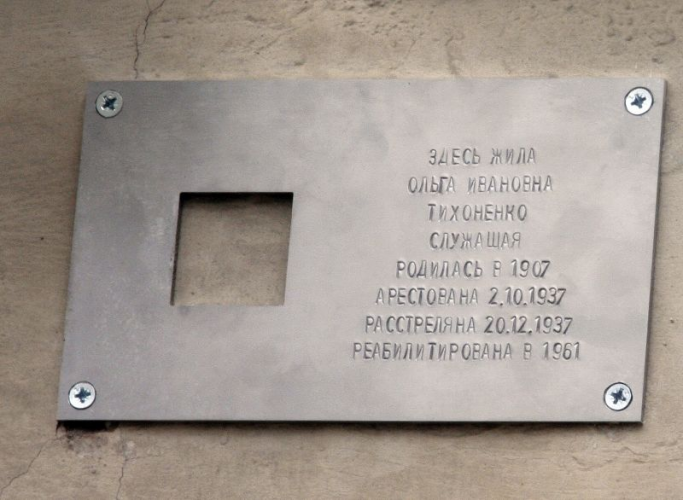 ЗДЕСЬ ЖИЛА
ОЛЬГА ИВАНОВНА
ТИХОНЕНКО
СЛУЖАЩАЯ
РОДИЛАСЬ В 1907
АРЕСТОВАНА 2.10.1937
РАССТРЕЛЯНА 20.12.1937
РЕАБИЛИТИРОВАНА В 1961